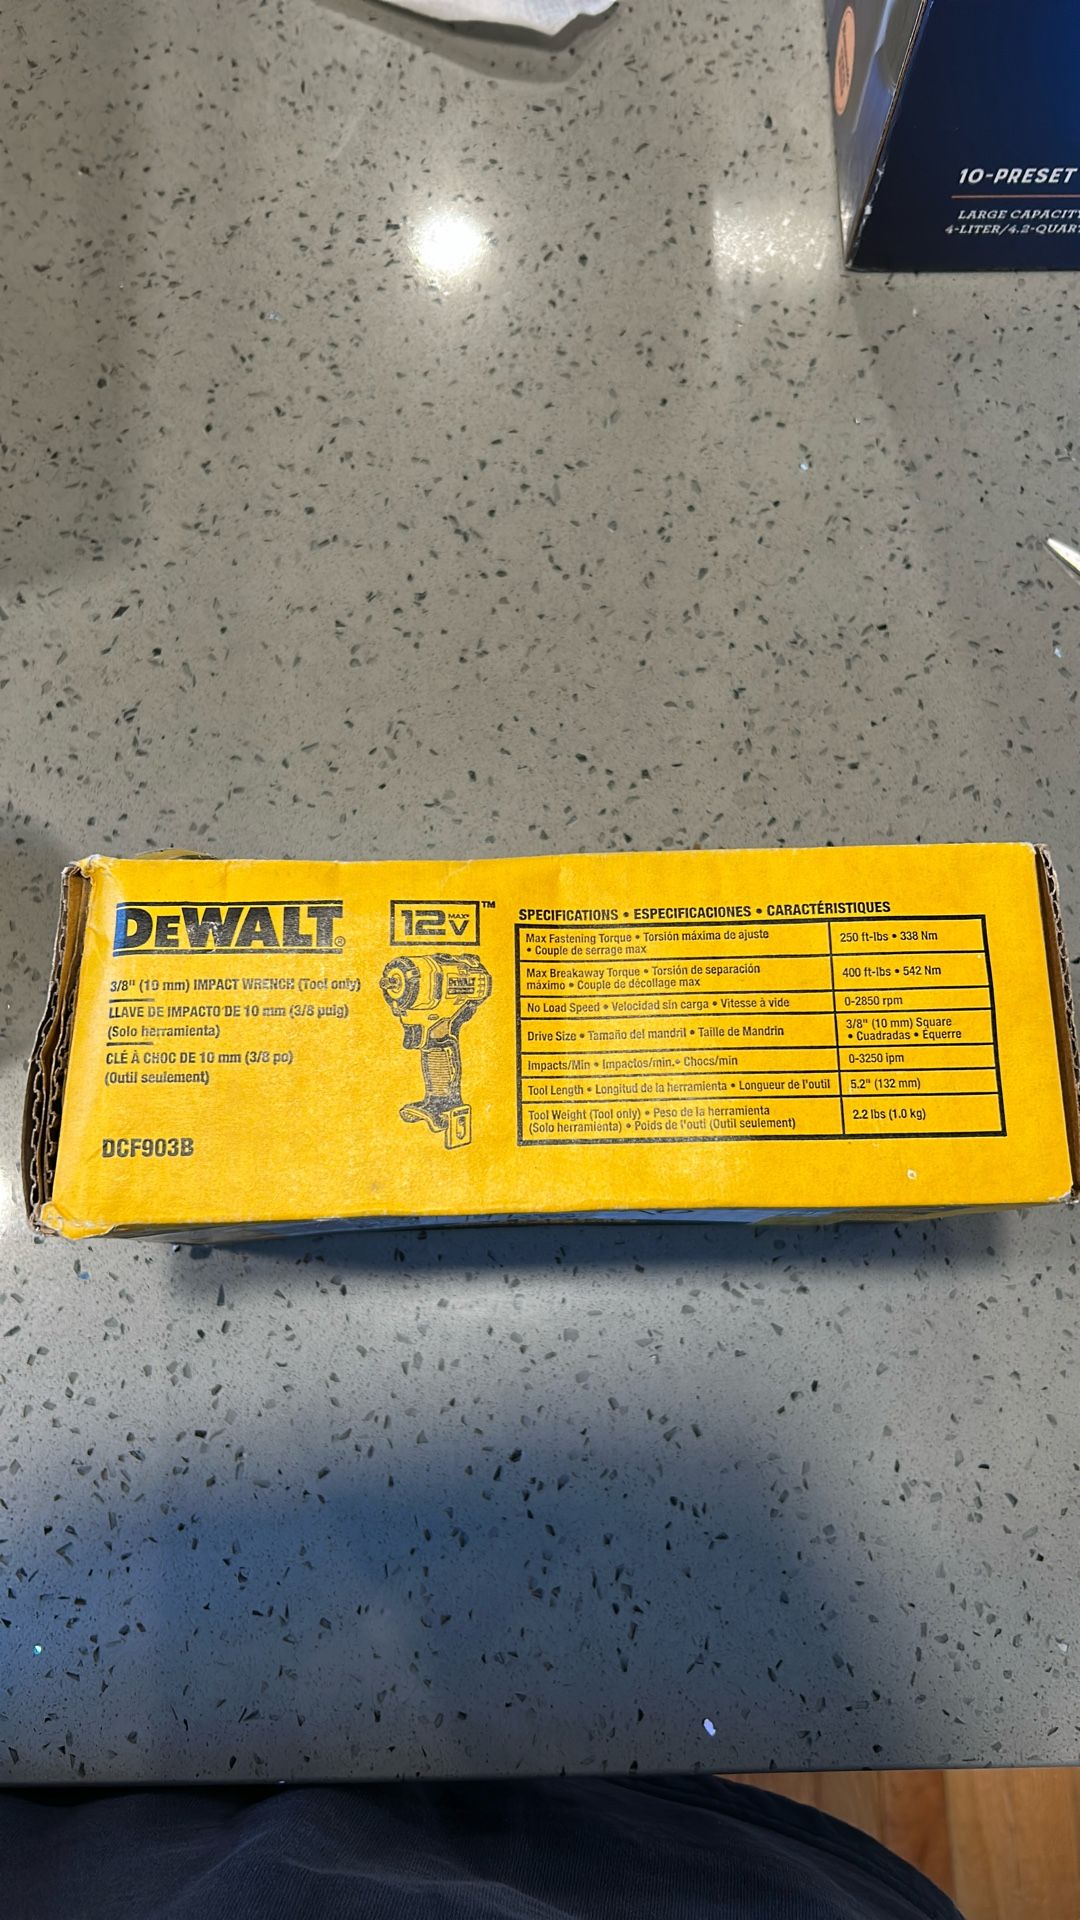 10-PRESET
LARGE CAPACITY
4-LITER/4.2-QUAR
DEWALT®
12V MAX* ™
3/8" (10 mm) IMPACT WRENCH (Tool only)
LLAVE DE IMPACTO DE 10 mm (3/8 pulg)
(Solo herramienta)
CLÉ À CHOC DE 10 mm (3/8 po)
(Outil seulement)
DCF903B
DEWALT
SPECIFICATIONS • ESPECIFICACIONES • CARACTÉRISTIQUES
Max Fastening Torque • Torsión máxima de ajuste
• Couple de serrage max
250 ft-lbs • 338 Nm
Max Breakaway Torque • Torsión de separación
máximo • Couple de décollage max
400 ft-lbs • 542 Nm
No Load Speed • Velocidad sin carga • Vitesse à vide
0-2850 rpm
Drive Size • Tamaño del mandril • Taille de Mandrin
3/8" (10 mm) Square
• Cuadradas • Équerre
Impacts/Min • Impactos/min.• Chocs/min
0-3250 ipm
Tool Length • Longitud de la herramienta • Longueur de l'outil
5.2" (132 mm)
Tool Weight (Tool only) • Peso de la herramienta
(Solo herramienta) • Poids de l'outi (Outil seulement)
2.2 lbs (1.0 kg)